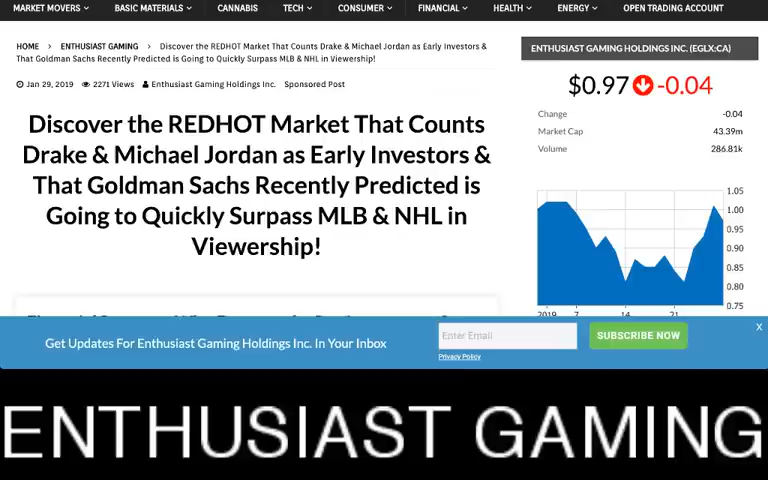 MARKET MOVERS BASIC MATERIALS CANNABIS TECH CONSUMER FINANCIAL HEALTH ENERGY OPEN TRADING ACCOUNT
HOME > ENTHUSIAST GAMING > Discover the REDHOT Market That Counts Drake & Michael Jordan as Early Investors &
That Goldman Sachs Recently Predicted is Going to Quickly Surpass MLB & NHL in Viewership!
Jan 29, 2019 2271 Views Enthusiast Gaming Holdings Inc. Sponsored Post
Discover the REDHOT Market That Counts
Drake & Michael Jordan as Early Investors &
That Goldman Sachs Recently Predicted is
Going to Quickly Surpass MLB & NHL in
Viewership!
ENTHUSIAST GAMING HOLDINGS INC. (EGLX:CA)
$0.97 -0.04
Change -0.04
Market Cap 43.39m
Volume 286.81k
1.05
1.00
0.95
0.90
0.85
0.80
0.75
2019 7 14 21
Get Updates For Enthusiast Gaming Holdings Inc. In Your Inbox
Enter Email
SUBSCRIBE NOW
X
Privacy Policy
ENTHUSIAST GAMING